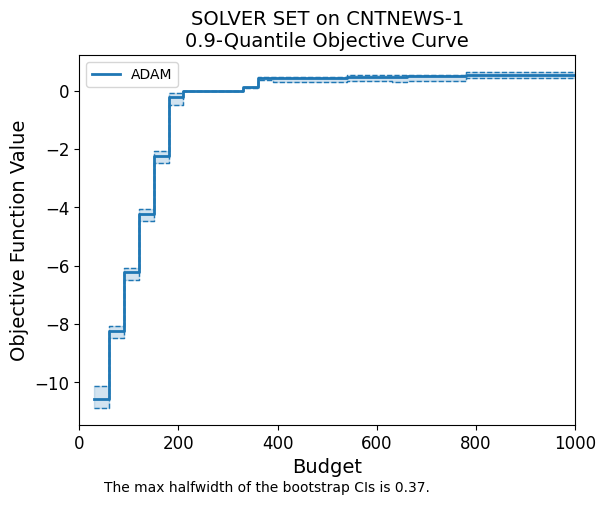 SOLVER SET on CNTNEWS-1
0.9-Quantile Objective Curve
ADAM
Objective Function Value
0
−2
−4
−6
−8
−10
0 200 400 600 800 1000
Budget
The max halfwidth of the bootstrap CIs is 0.37.